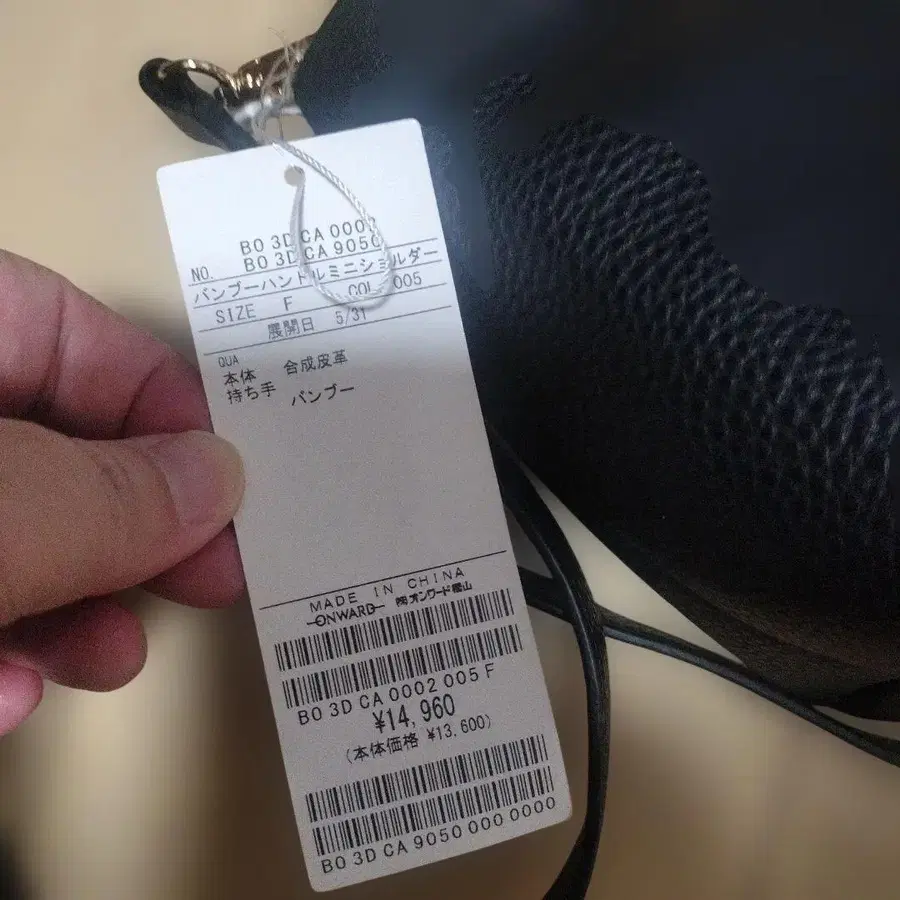 BO 3D CA 0002
NO. BO 3D CA 9050
バンブーハンドルミニショルダー
SIZE F COL 005
展開日 5/31
QUA
本体 合成皮革
持ち手 バンブー
MADE IN CHINA
ONWARD ㈱オンワード樫山
BO 3D CA 0002 005 F
¥14,960
(本体価格 ¥13,600)
BO 3D CA 9050 000 0000